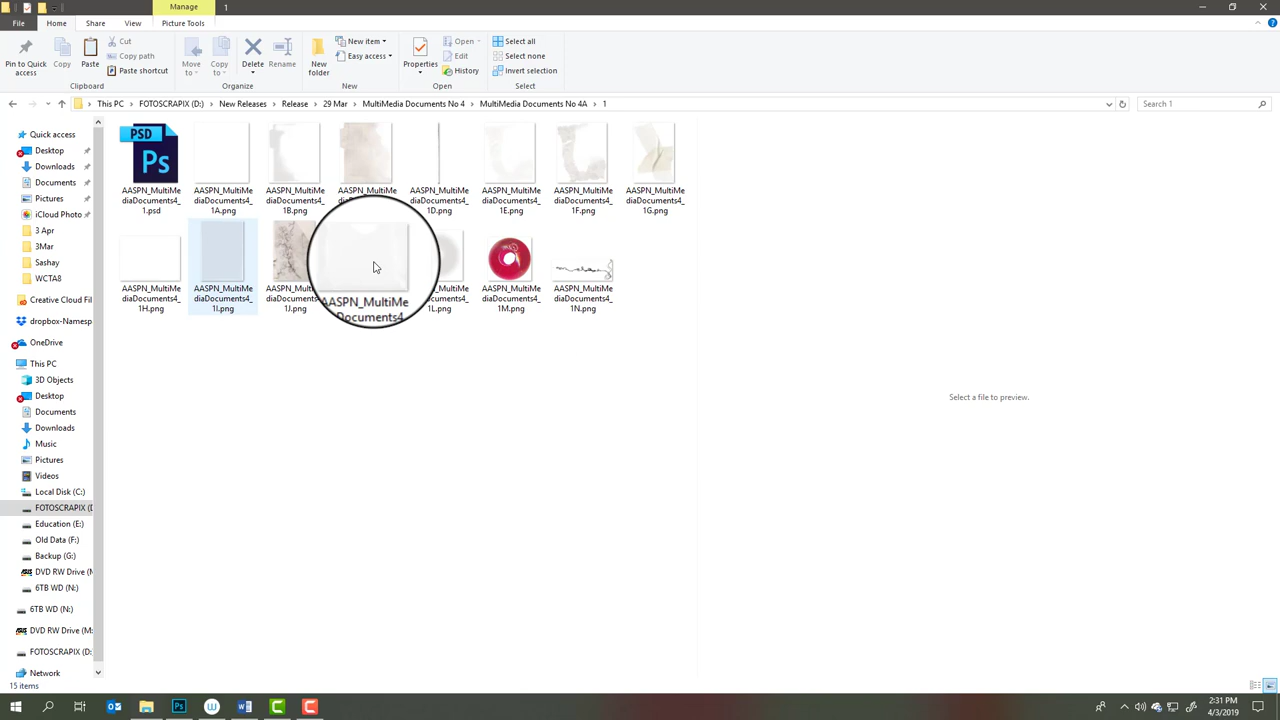 Manage
1
File
Home
Share
View
Picture Tools
Pin to Quick access
Copy
Paste
Cut
Copy path
Paste shortcut
Clipboard
Move to
Copy to
Delete
Rename
Organize
New folder
New item
Easy access
New
Properties
Open
Edit
History
Open
Select all
Select none
Invert selection
Select
This PC > FOTOSCRAPIX (D:) > New Releases > Release > 29 Mar > MultiMedia Documents No 4 > MultiMedia Documents No 4A > 1
Search 1
Quick access
Desktop
Downloads
Documents
Pictures
iCloud Photo
3 Apr
3Mar
Sashay
WCTA8
Creative Cloud Fil
dropbox-Namesp
OneDrive
This PC
3D Objects
Desktop
Documents
Downloads
Music
Pictures
Videos
Local Disk (C:)
FOTOSCRAPIX (D
Education (E:)
Old Data (F:)
Backup (G:)
DVD RW Drive (M
6TB WD (N:)
6TB WD (N:)
DVD RW Drive (M:
FOTOSCRAPIX (D:
Network
PSD
Ps
AASPN_MultiMediaDocuments4_1.psd
AASPN_MultiMediaDocuments4_1A.png
AASPN_MultiMediaDocuments4_1B.png
AASPN_MultiMe
AASPN_MultiMediaDocuments4_1D.png
AASPN_MultiMediaDocuments4_1E.png
AASPN_MultiMediaDocuments4_1F.png
AASPN_MultiMediaDocuments4_1G.png
AASPN_MultiMediaDocuments4_1H.png
AASPN_MultiMediaDocuments4_1I.png
AASPN_MultiMediaDocuments4_1J.png
AASPN_MultiMe
Documents4
1L.png
AASPN_MultiMediaDocuments4_1M.png
AASPN_MultiMediaDocuments4_1N.png
Select a file to preview.
15 items
2:31 PM
4/3/2019